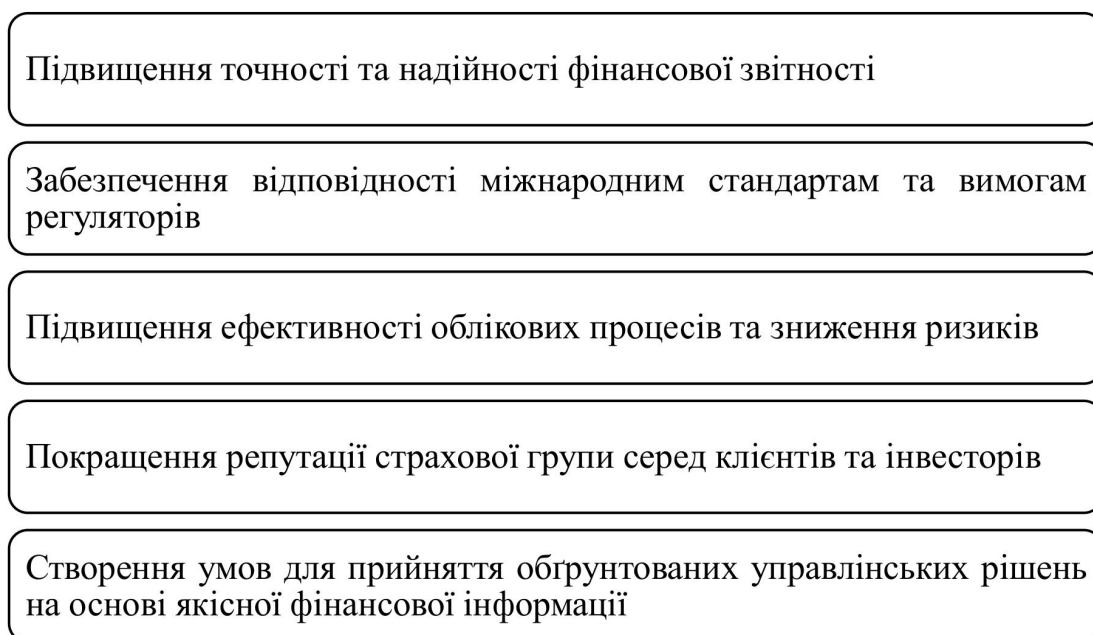 Підвищення точності та надійності фінансової звітності
Забезпечення відповідності міжнародним стандартам та вимогам
регуляторів
Підвищення ефективності облікових процесів та зниження ризиків
Покращення репутації страхової групи серед клієнтів та інвесторів
Створення умов для прийняття обґрунтованих управлінських рішень
на основі якісної фінансової інформації